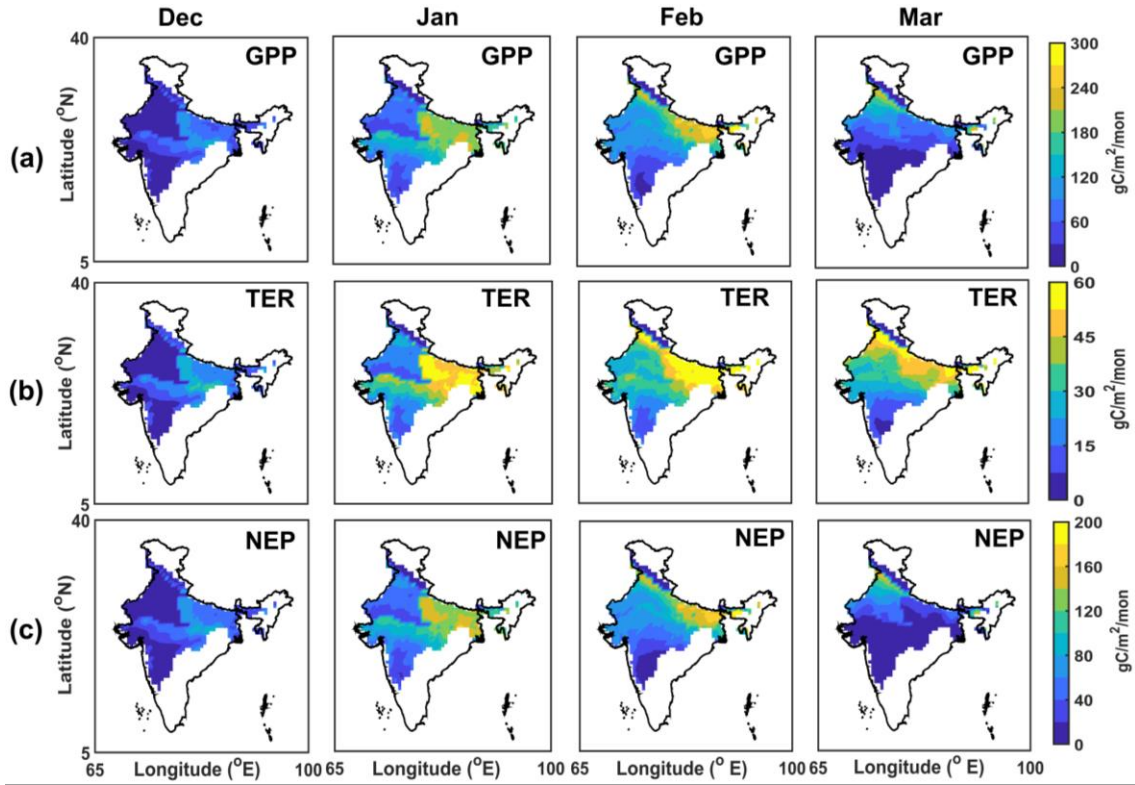 Dec Jan Feb Mar
40 GPP GPP GPP GPP 300
240
180
120
60
0
gC/m²/mon
(a)
Latitude (°N)
5
40 TER TER TER TER 60
45
30
15
0
gC/m²/mon
(b)
Latitude (°N)
5
40 NEP NEP NEP NEP 200
160
120
80
40
0
gC/m²/mon
(c)
Latitude (°N)
5
65 Longitude (°E) 100 65 Longitude (°E) 100 65 Longitude (° E) 100 65 Longitude (°E) 100